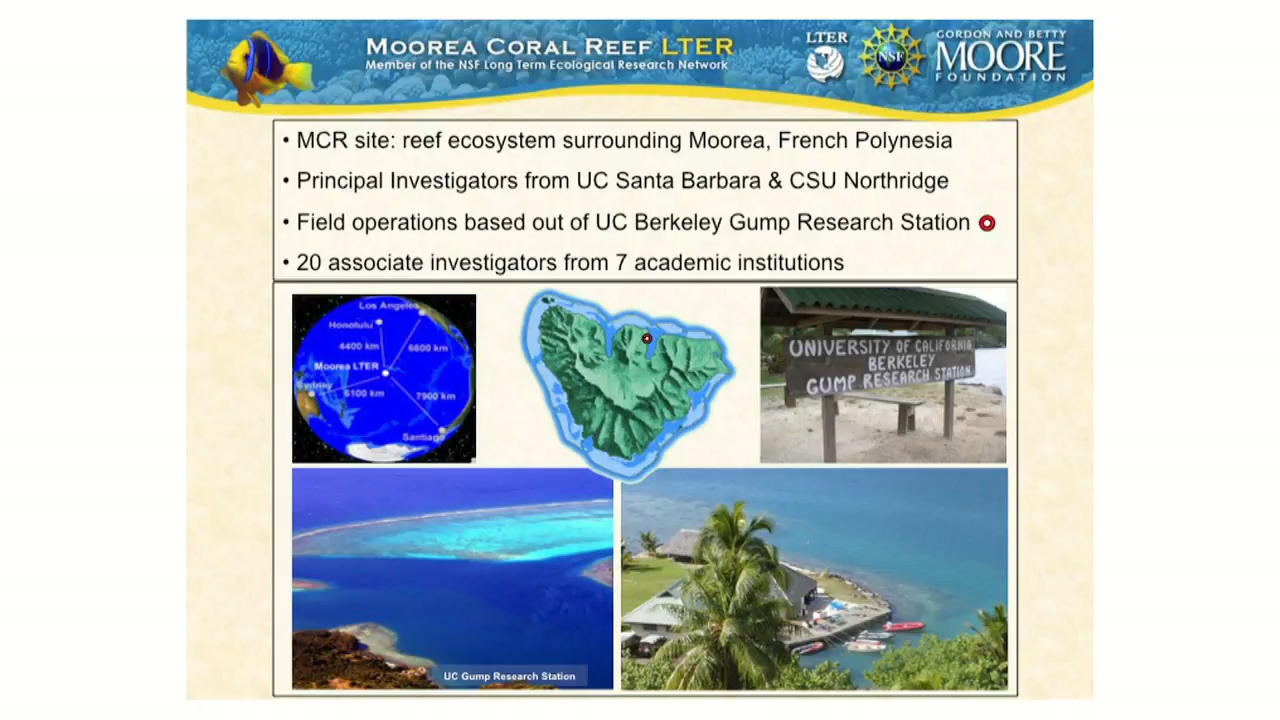 MOOREA CORAL REEF LTER
Member of the NSF Long Term Ecological Research Network
LTER
NSF
GORDON AND BETTY
MOORE
FOUNDATION
• MCR site: reef ecosystem surrounding Moorea, French Polynesia
• Principal Investigators from UC Santa Barbara & CSU Northridge
• Field operations based out of UC Berkeley Gump Research Station
• 20 associate investigators from 7 academic institutions
Los Angeles
Honolulu
4400 km
6600 km
Moorea LTER
Sydney
6100 km
7900 km
Santiago
UNIVERSITY OF CALIFORNIA
BERKELEY
GUMP RESEARCH STATION
UC Gump Research Station